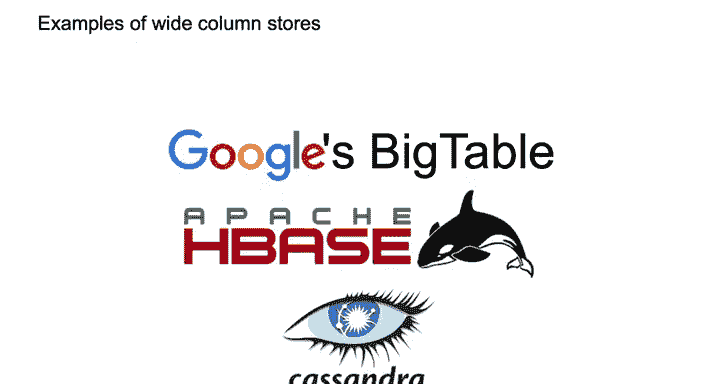 Examples of wide column stores
Google's BigTable
APACHE
HBASE
cassandra